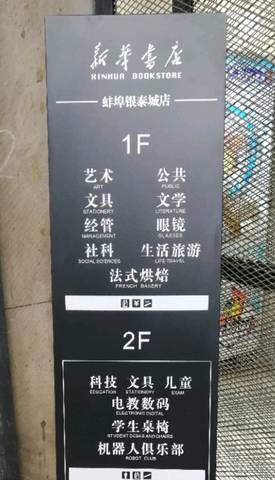 新华书店
XINHUA BOOKSTORE
蚌埠银泰城店
1F
艺术 公共
ART PUBLIC
文具 文学
STATIONERY LITERATURE
经管 眼镜
MANAGEMENT GLASSES
社科 生活旅游
SOCIAL SCIENCES LIFE TRAVEL
法式烘焙
FRENCH BAKERY
2F
科技 文具 儿童
EDUCATION STATIONERY EXAM
电教数码
ELECTRONIC DIGITAL
学生桌椅
STUDENT DESKS AND CHAIRS
机器人俱乐部
ROBOT CLUB